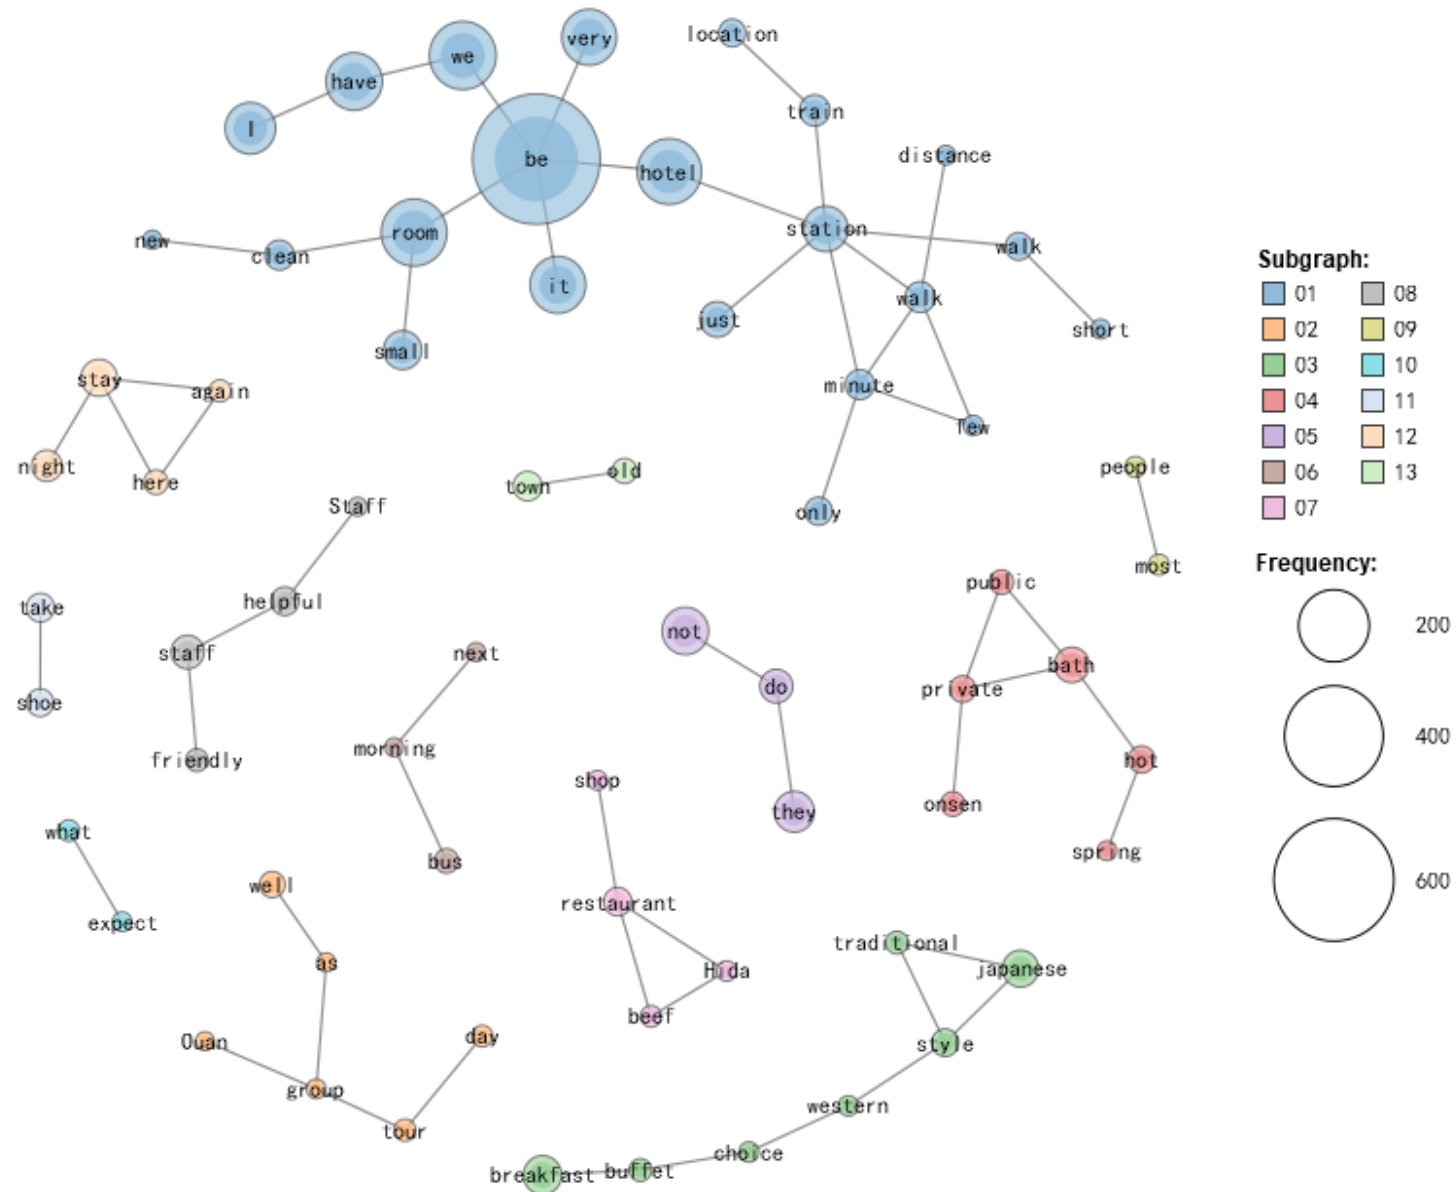 very
location
we
have
train
I
distance
be
hotel
station
new
room
walk
clean
it
walk
just
short
small
stay
again
minute
few
night
here
town
old
people
only
Staff
most
public
take
helpful
not
staff
next
bath
do
private
shoe
morning
friendly
hot
shop
onsen
they
what
spring
bus
well
restaurant
expect
traditional
as
Hida
japanese
beef
Ouan
day
style
group
western
tour
choice
breakfast
buffet
Subgraph:
01 08
02 09
03 10
04 11
05 12
06 13
07
Frequency:
200
400
600